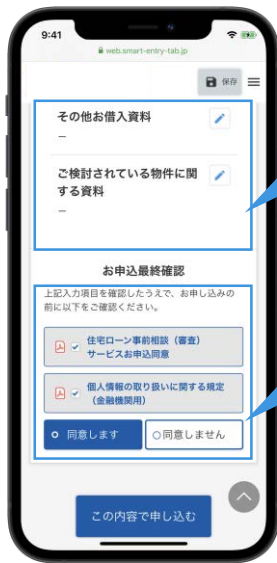 9:41
web.smart-entry-tab.jp
保存
その他お借入資料
–
ご検討されている物件に関
する資料
–
お申込最終確認
上記入力項目を確認したうえで、お申し込みの
前に以下をご確認ください。
住宅ローン事前相談（審査）
サービスお申込同意
個人情報の取り扱いに関する規定
（金融機関用）
同意します 同意しません
この内容で申し込む